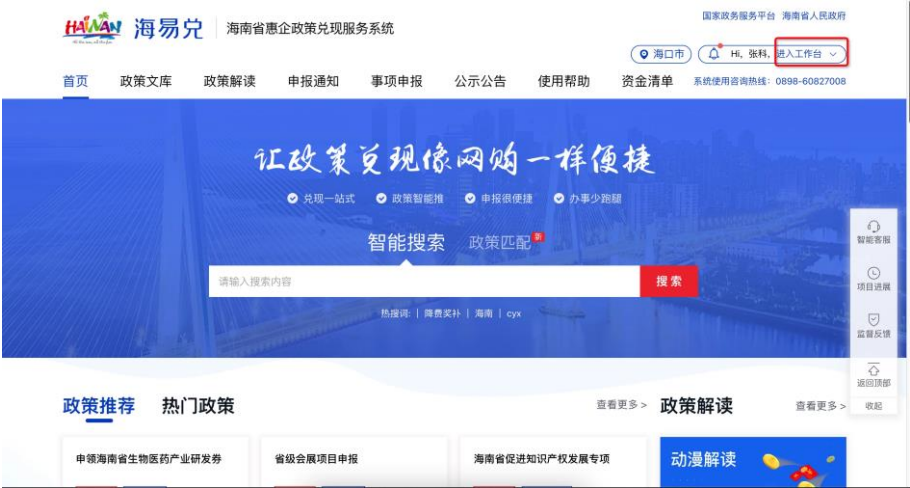 国家政务服务平台 海南省人民政府
HAINAN 海易兑 海南省惠企政策兑现服务系统
海口市 Hi, 张科, 进入工作台
首页 政策文库 政策解读 申报通知 事项申报 公示公告 使用帮助 资金清单 系统使用咨询热线: 0898-60827008
让政策兑现像网购一样便捷
兑现一站式 政策智能推 申报很便捷 办事少跑腿
智能搜索 政策匹配 新
请输入搜索内容 搜索
热搜词: | 降费奖补 | 海南 | cyx
智能客服
项目进展
监督反馈
返回顶部
收起
政策推荐 热门政策 查看更多 > 政策解读 查看更多 >
申领海南省生物医药产业研发券 省级会展项目申报 海南省促进知识产权发展专项 动漫解读